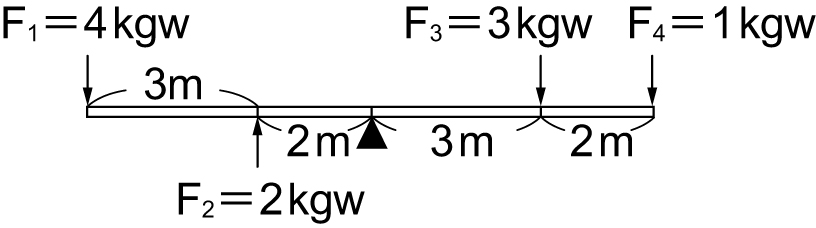 F₁＝4kgw F₃＝3kgw F₄＝1kgw
3m
2m 3m 2m
F₂＝2kgw